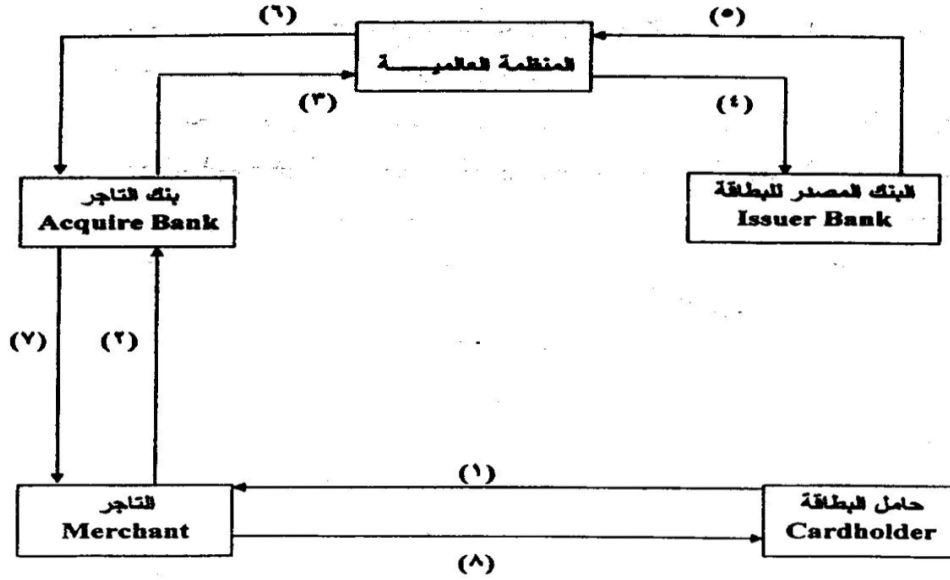 (٦)
(٥)
المنظمة العالميـــــة
(٣)
(٤)
بنك التاجر
Acquire Bank
البنك المصدر للبطاقة
Issuer Bank
(٧)
(٢)
(١)
التاجر
Merchant
حامل البطاقة
Cardholder
(٨)